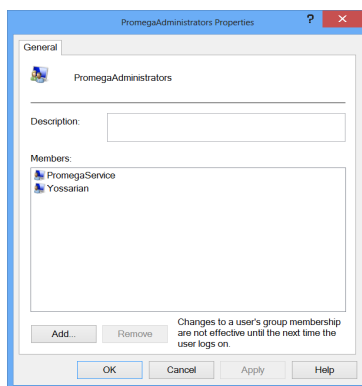 PromegaAdministrators Properties
?
General
PromegaAdministrators
Description:
Members:
PromegaService
Yossarian
Add...
Remove
Changes to a user's group membership
are not effective until the next time the
user logs on.
OK
Cancel
Apply
Help